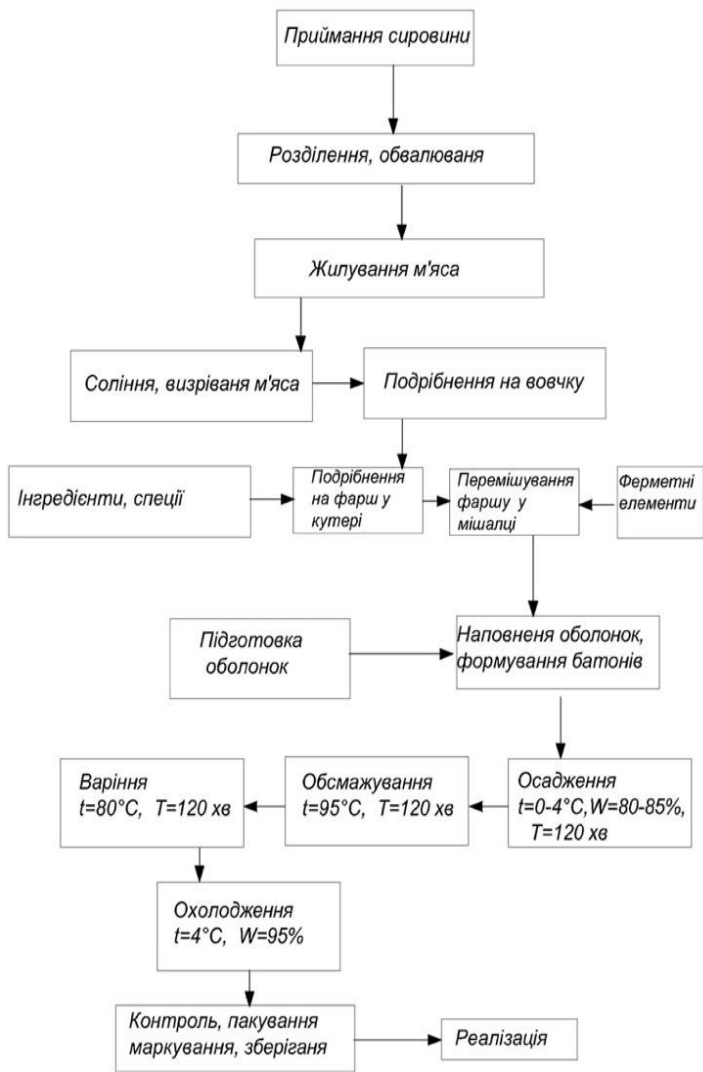 Приймання сировини
Розділення, обвалюваня
Жилування м'яса
Соління, визріваня м'яса
Подрібнення на вовчку
Інгредієнти, спеції
Подрібнення
на фарш у
кутері
Перемішування
фаршу у
мішалці
Ферметні
елементи
Підготовка
оболонок
Наповненя оболонок,
формування батонів
Варіння
t=80°C, T=120 хв
Обсмажування
t=95°C, T=120 хв
Осадження
t=0-4°C,W=80-85%,
T=120 хв
Охолодження
t=4°C, W=95%
Контроль, пакування
маркування, зберіганя
Реалізація